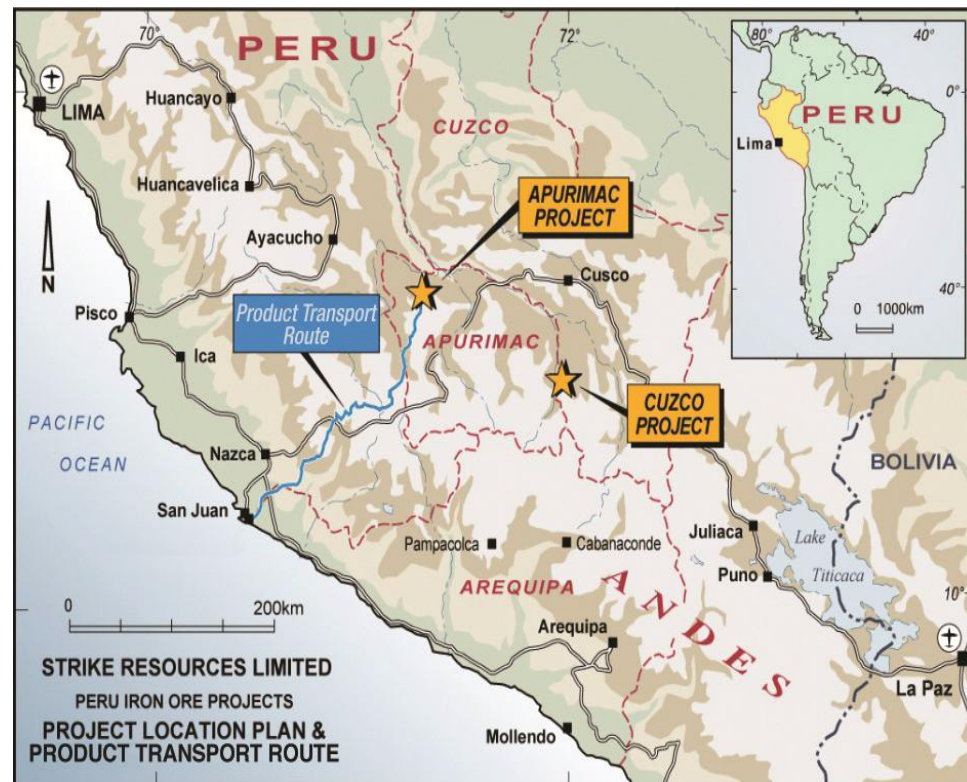 70°
72°
80°
40°
PERU
LIMA
Huancayo
CUZCO
0°
PERU
Lima
Huancavelica
APURIMAC
PROJECT
Ayacucho
N
Cusco
40°
Pisco
Product Transport
Route
APURIMAC
0 1000km
Ica
CUZCO
PROJECT
PACIFIC
OCEAN
Nazca
BOLIVIA
San Juan
Pampacolca
Cabanaconde
Juliaca
Lake
Titicaca
Puno
AREQUIPA
ANDES
10°
0 200km
Arequipa
La Paz
STRIKE RESOURCES LIMITED
PERU IRON ORE PROJECTS
PROJECT LOCATION PLAN &
PRODUCT TRANSPORT ROUTE
Mollendo